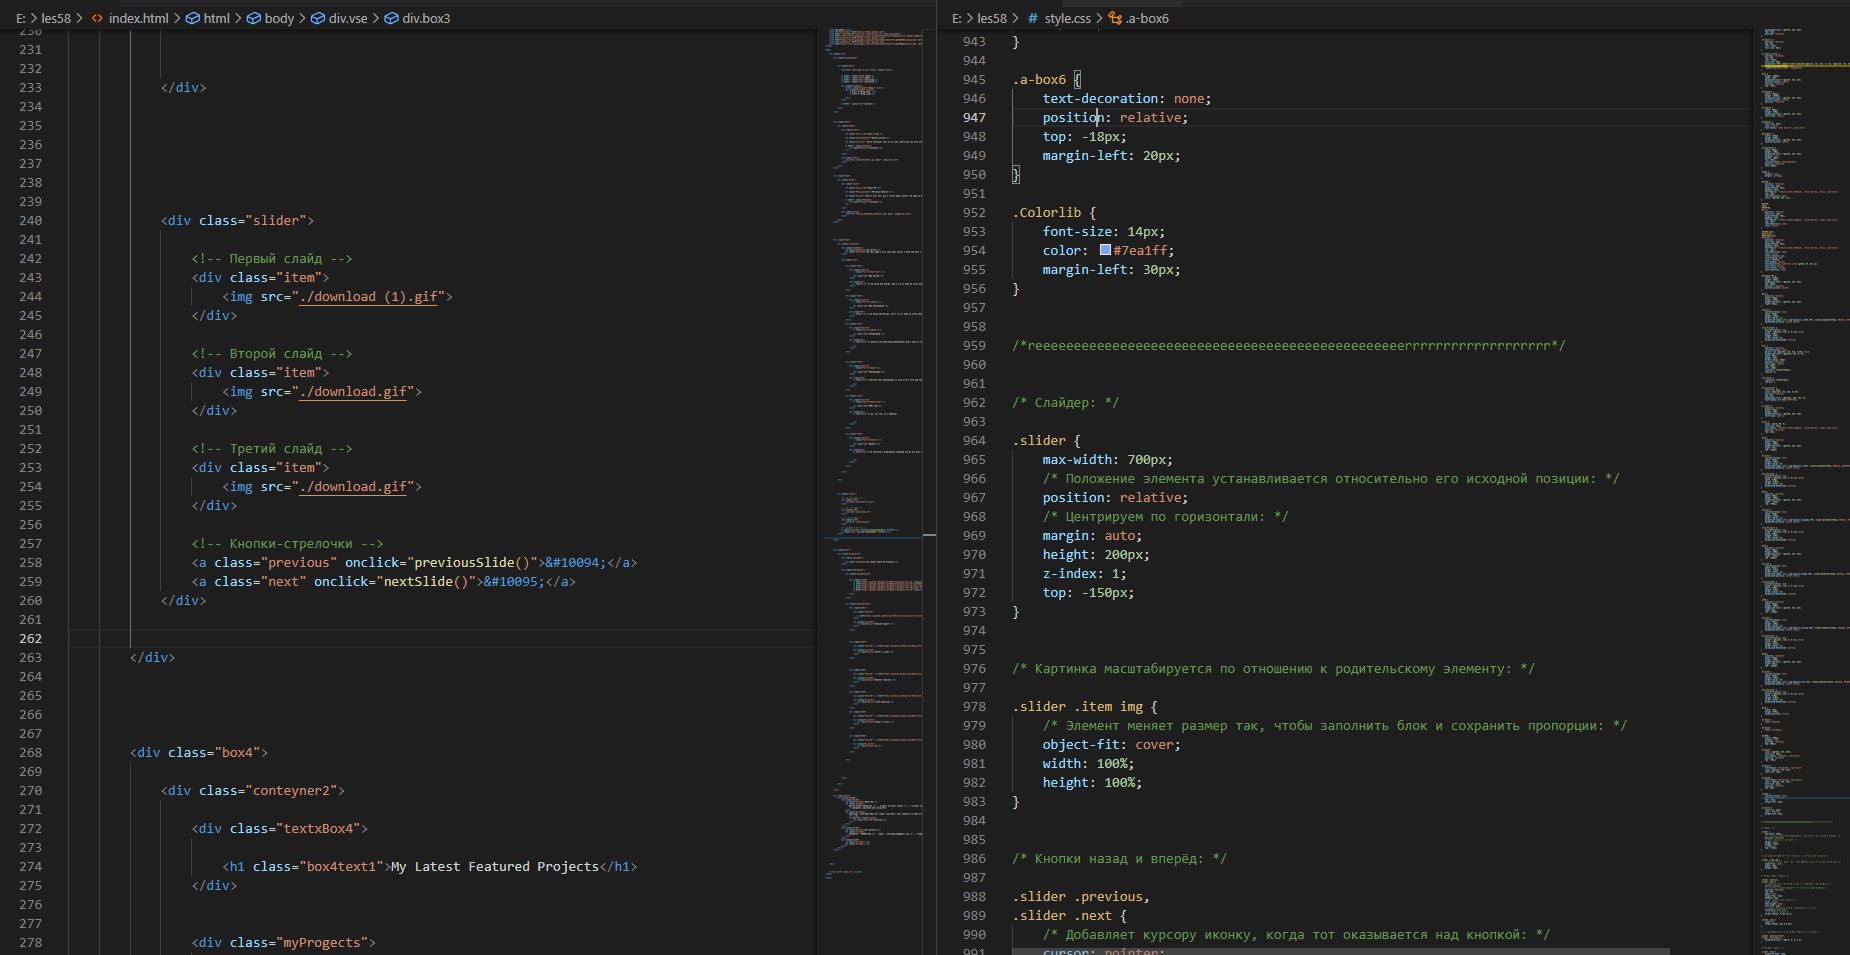 E: > les58 > <> index.html > html > body > div.vse > div.box3
230
231
232
233 </div>
234
235
236
237
238
239
240 <div class="slider">
241
242 <!-- Первый слайд -->
243 <div class="item">
244 <img src="./download (1).gif">
245 </div>
246
247 <!-- Второй слайд -->
248 <div class="item">
249 <img src="./download.gif">
250 </div>
251
252 <!-- Третий слайд -->
253 <div class="item">
254 <img src="./download.gif">
255 </div>
256
257 <!-- Кнопки-стрелочки -->
258 <a class="previous" onclick="previousSlide()">&#10094;</a>
259 <a class="next" onclick="nextSlide()">&#10095;</a>
260 </div>
261
262
263 </div>
264
265
266
267
268 <div class="box4">
269
270 <div class="conteyner2">
271
272 <div class="textxBox4">
273
274 <h1 class="box4text1">My Latest Featured Projects</h1>
275 </div>
276
277
278 <div class="myProgects">
E: > les58 > # style.css > .a-box6
943 }
944
945 .a-box6 {
946 text-decoration: none;
947 position: relative;
948 top: -18px;
949 margin-left: 20px;
950 }
951
952 .Colorlib {
953 font-size: 14px;
954 color: #7ea1ff;
955 margin-left: 30px;
956 }
957
958
959 /*reeeeeeeeeeeeeeeeeeeeeeeeeeeeeeeeeeeeeeeeeeeeeeeerrrrrrrrrrrrrrrrrrr*/
960
961
962 /* Слайдер: */
963
964 .slider {
965 max-width: 700px;
966 /* Положение элемента устанавливается относительно его исходной позиции: */
967 position: relative;
968 /* Центрируем по горизонтали: */
969 margin: auto;
970 height: 200px;
971 z-index: 1;
972 top: -150px;
973 }
974
975
976 /* Картинка масштабируется по отношению к родительскому элементу: */
977
978 .slider .item img {
979 /* Элемент меняет размер так, чтобы заполнить блок и сохранить пропорции: */
980 object-fit: cover;
981 width: 100%;
982 height: 100%;
983 }
984
985
986 /* Кнопки назад и вперёд: */
987
988 .slider .previous,
989 .slider .next {
990 /* Добавляет курсору иконку, когда тот оказывается над кнопкой: */
991 cursor: pointer;